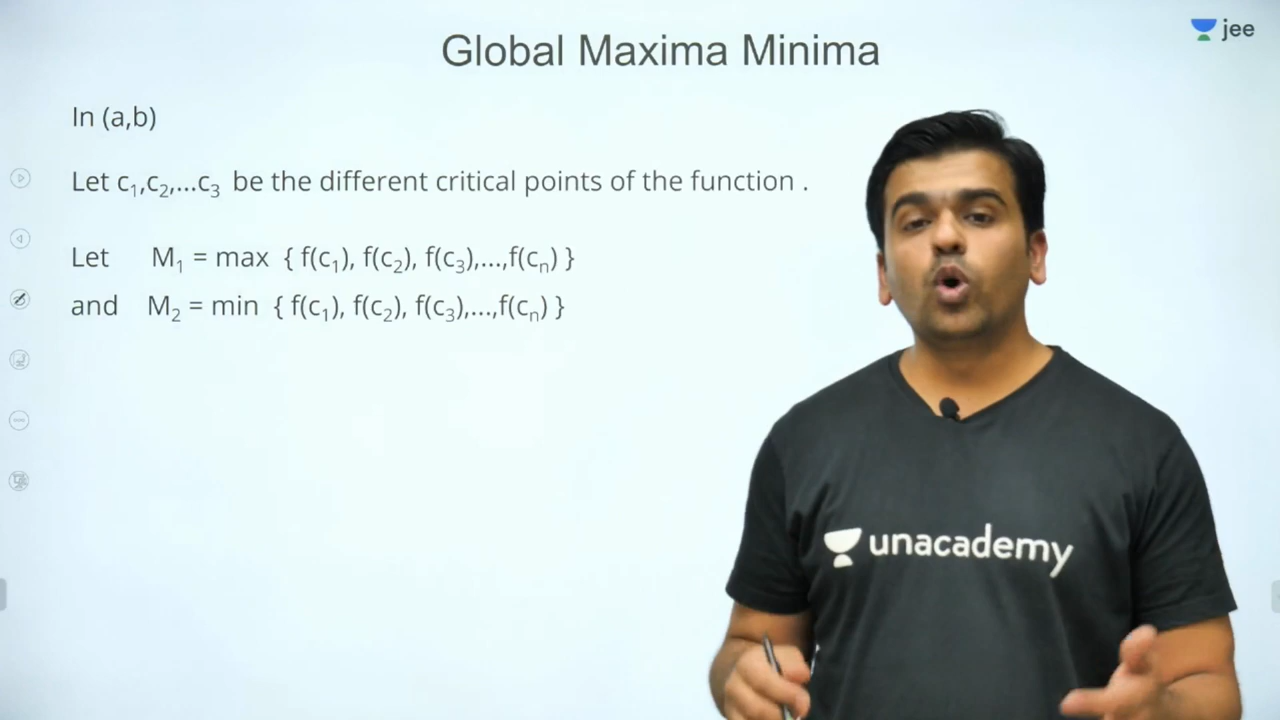 Global Maxima Minima
jee
In (a,b)
Let c₁,c₂,...c₃ be the different critical points of the function .
Let M₁ = max { f(c₁), f(c₂), f(c₃),...,f(cₙ) }
and M₂ = min { f(c₁), f(c₂), f(c₃),...,f(cₙ) }
unacademy